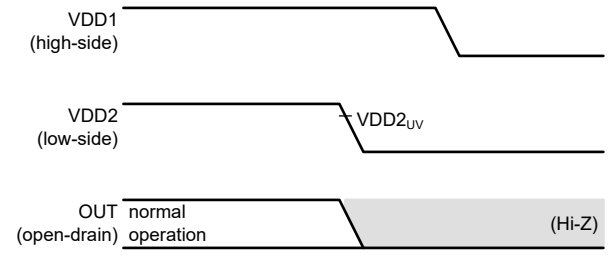 VDD1
(high-side)
VDD2
(low-side)
VDD2UV
OUT
(open-drain)
normal
operation
(Hi-Z)